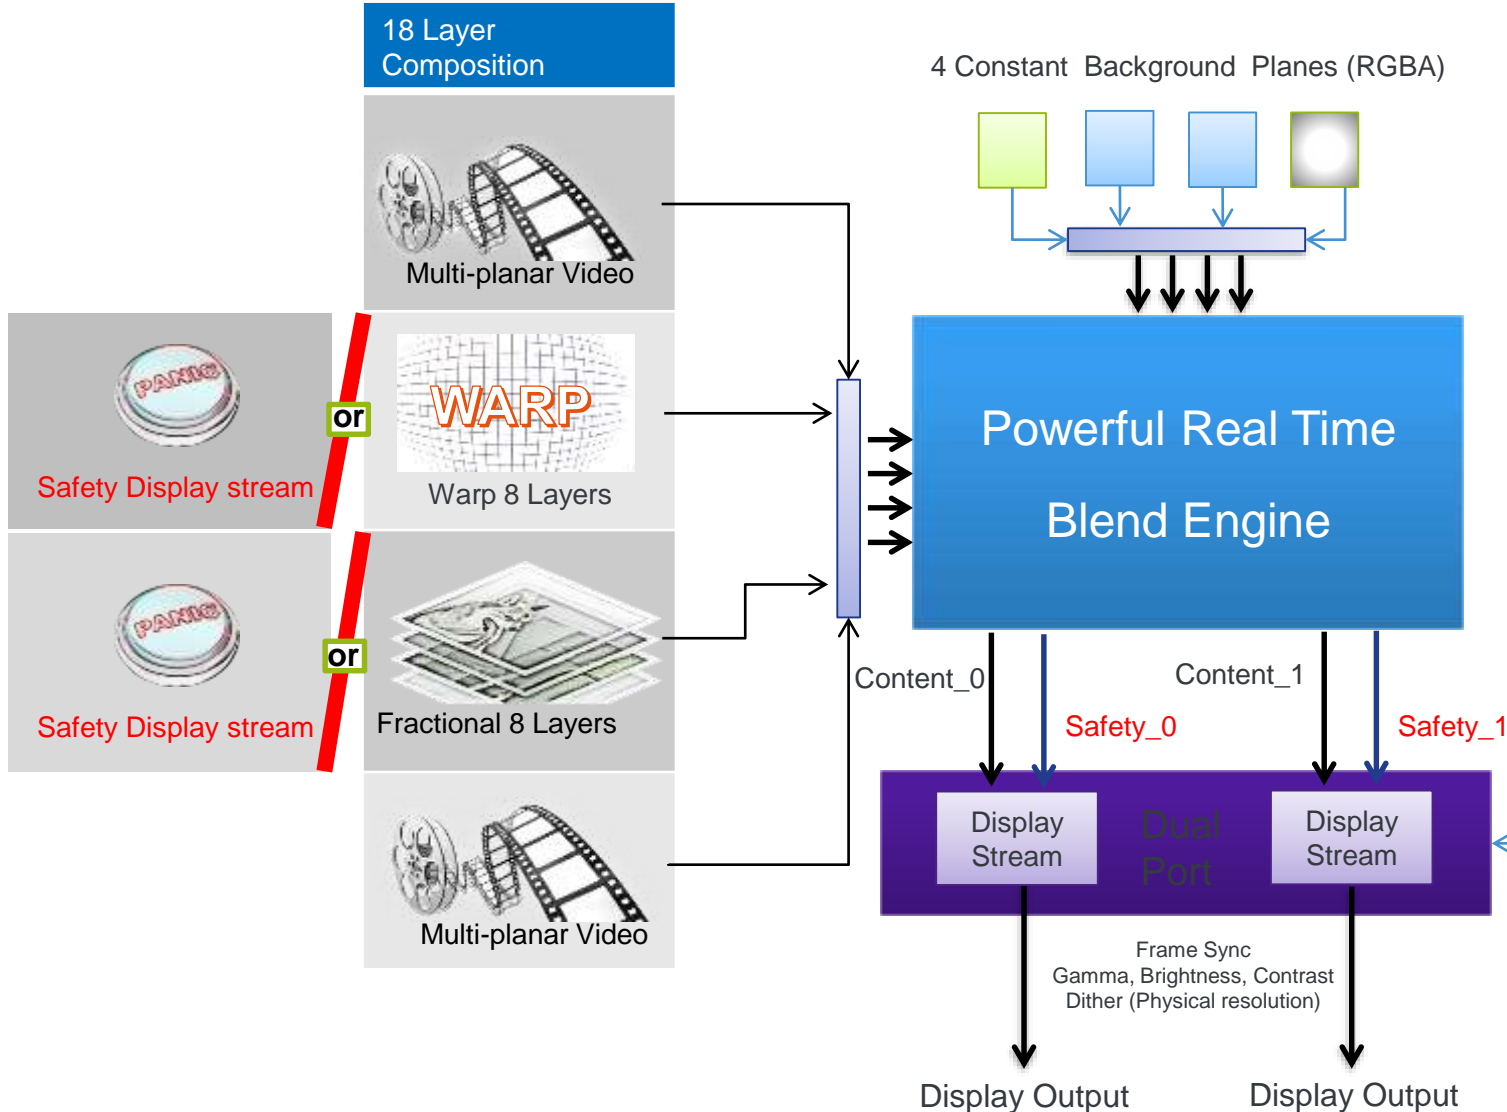 18 Layer
Composition
4 Constant Background Planes (RGBA)
Multi-planar Video
PANIC
Safety Display stream
or
WARP
Warp 8 Layers
Powerful Real Time
Blend Engine
PANIC
Safety Display stream
or
Fractional 8 Layers
Content_0
Safety_0
Content_1
Safety_1
Multi-planar Video
Display
Stream
Dual
Port
Display
Stream
Frame Sync
Gamma, Brightness, Contrast
Dither (Physical resolution)
Display Output
Display Output